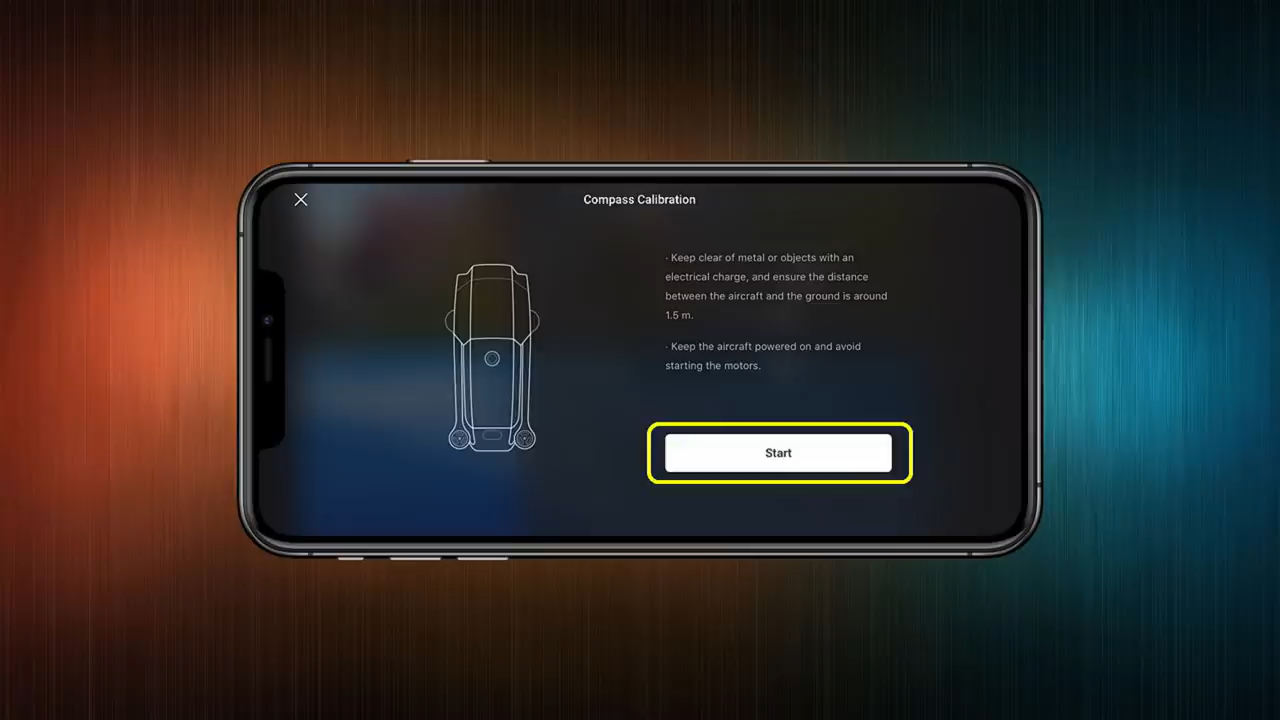 Compass Calibration
· Keep clear of metal or objects with an
electrical charge, and ensure the distance
between the aircraft and the ground is around
1.5 m.
· Keep the aircraft powered on and avoid
starting the motors.
Start